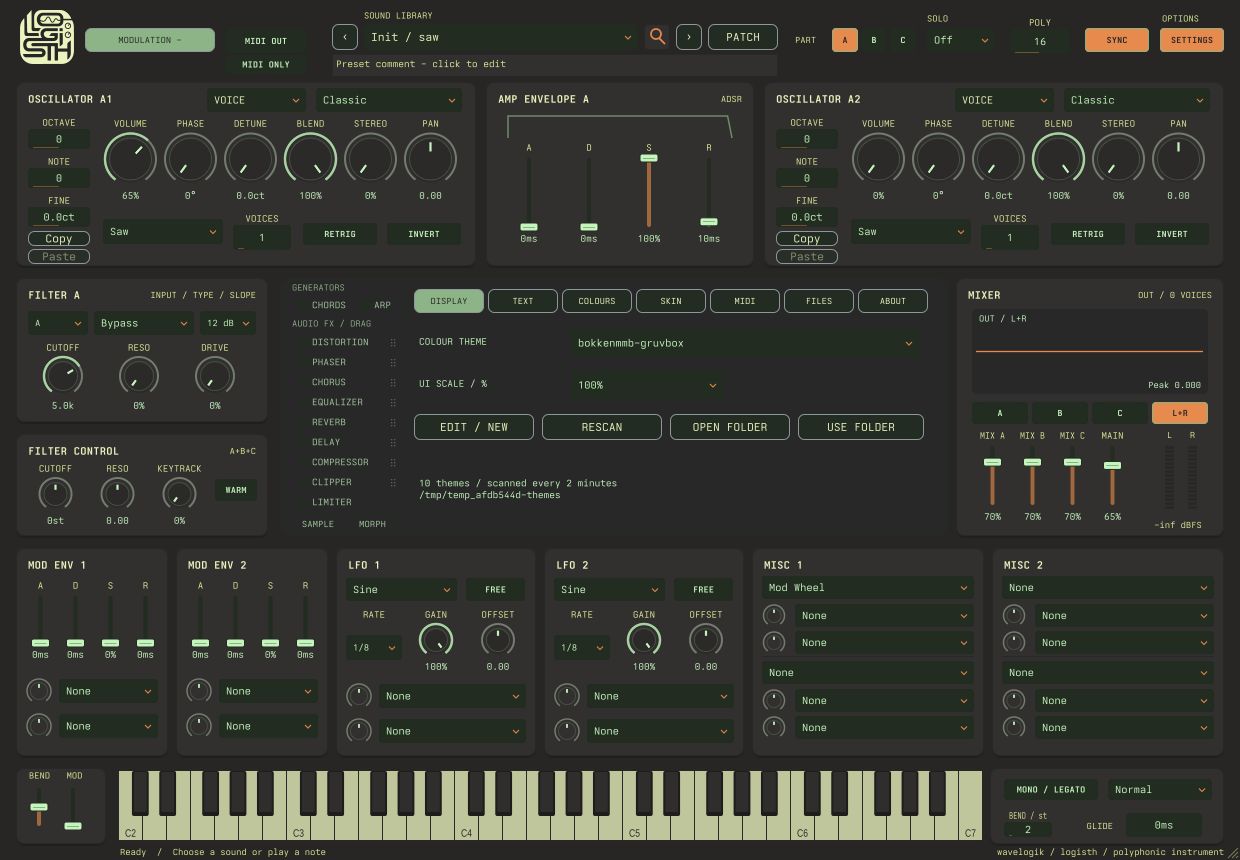 LOGISTH
MODULATION -
MIDI OUT
MIDI ONLY
SOUND LIBRARY
‹ Init / saw › PATCH
Preset comment - click to edit
PART A B C
SOLO
Off
POLY
16
SYNC
OPTIONS
SETTINGS
OSCILLATOR A1 VOICE Classic
OCTAVE VOLUME PHASE DETUNE BLEND STEREO PAN
0
NOTE
0
65% 0° 0.0ct 100% 0% 0.00
FINE
0.0ct
Saw
VOICES
1
RETRIG INVERT
Copy
Paste
AMP ENVELOPE A ADSR
A D S R
0ms 0ms 100% 10ms
OSCILLATOR A2 VOICE Classic
OCTAVE VOLUME PHASE DETUNE BLEND STEREO PAN
0
NOTE
0
0% 0° 0.0ct 100% 0% 0.00
FINE
0.0ct
Saw
VOICES
1
RETRIG INVERT
Copy
Paste
FILTER A INPUT / TYPE / SLOPE
A Bypass 12 dB
CUTOFF RESO DRIVE
5.0k 0% 0%
FILTER CONTROL A+B+C
CUTOFF RESO KEYTRACK
WARM
0st 0.00 0%
GENERATORS
CHORDS ARP
AUDIO FX / DRAG
DISTORTION
PHASER
CHORUS
EQUALIZER
REVERB
DELAY
COMPRESSOR
CLIPPER
LIMITER
SAMPLE MORPH
DISPLAY TEXT COLOURS SKIN MIDI FILES ABOUT
COLOUR THEME bokkenmmb-gruvbox
UI SCALE / % 100%
EDIT / NEW RESCAN OPEN FOLDER USE FOLDER
10 themes / scanned every 2 minutes
/tmp/temp_afdb544d-themes
MIXER OUT / 0 VOICES
OUT / L+R
Peak 0.000
A B C L+R
MIX A MIX B MIX C MAIN L R
70% 70% 70% 65%
-inf dBFS
MOD ENV 1
A D S R
0ms 0ms 0% 0ms
None
None
MOD ENV 2
A D S R
0ms 0ms 0% 0ms
None
None
LFO 1
Sine FREE
RATE GAIN OFFSET
1/8
100% 0.00
None
None
LFO 2
Sine FREE
RATE GAIN OFFSET
1/8
100% 0.00
None
None
MISC 1
Mod Wheel
None
None
None
None
None
MISC 2
None
None
None
None
None
None
BEND MOD
C2 C3 C4 C5 C6 C7
MONO / LEGATO Normal
BEND / st
2
GLIDE 0ms
Ready / Choose a sound or play a note
wavelogik / logisth / polyphonic instrument